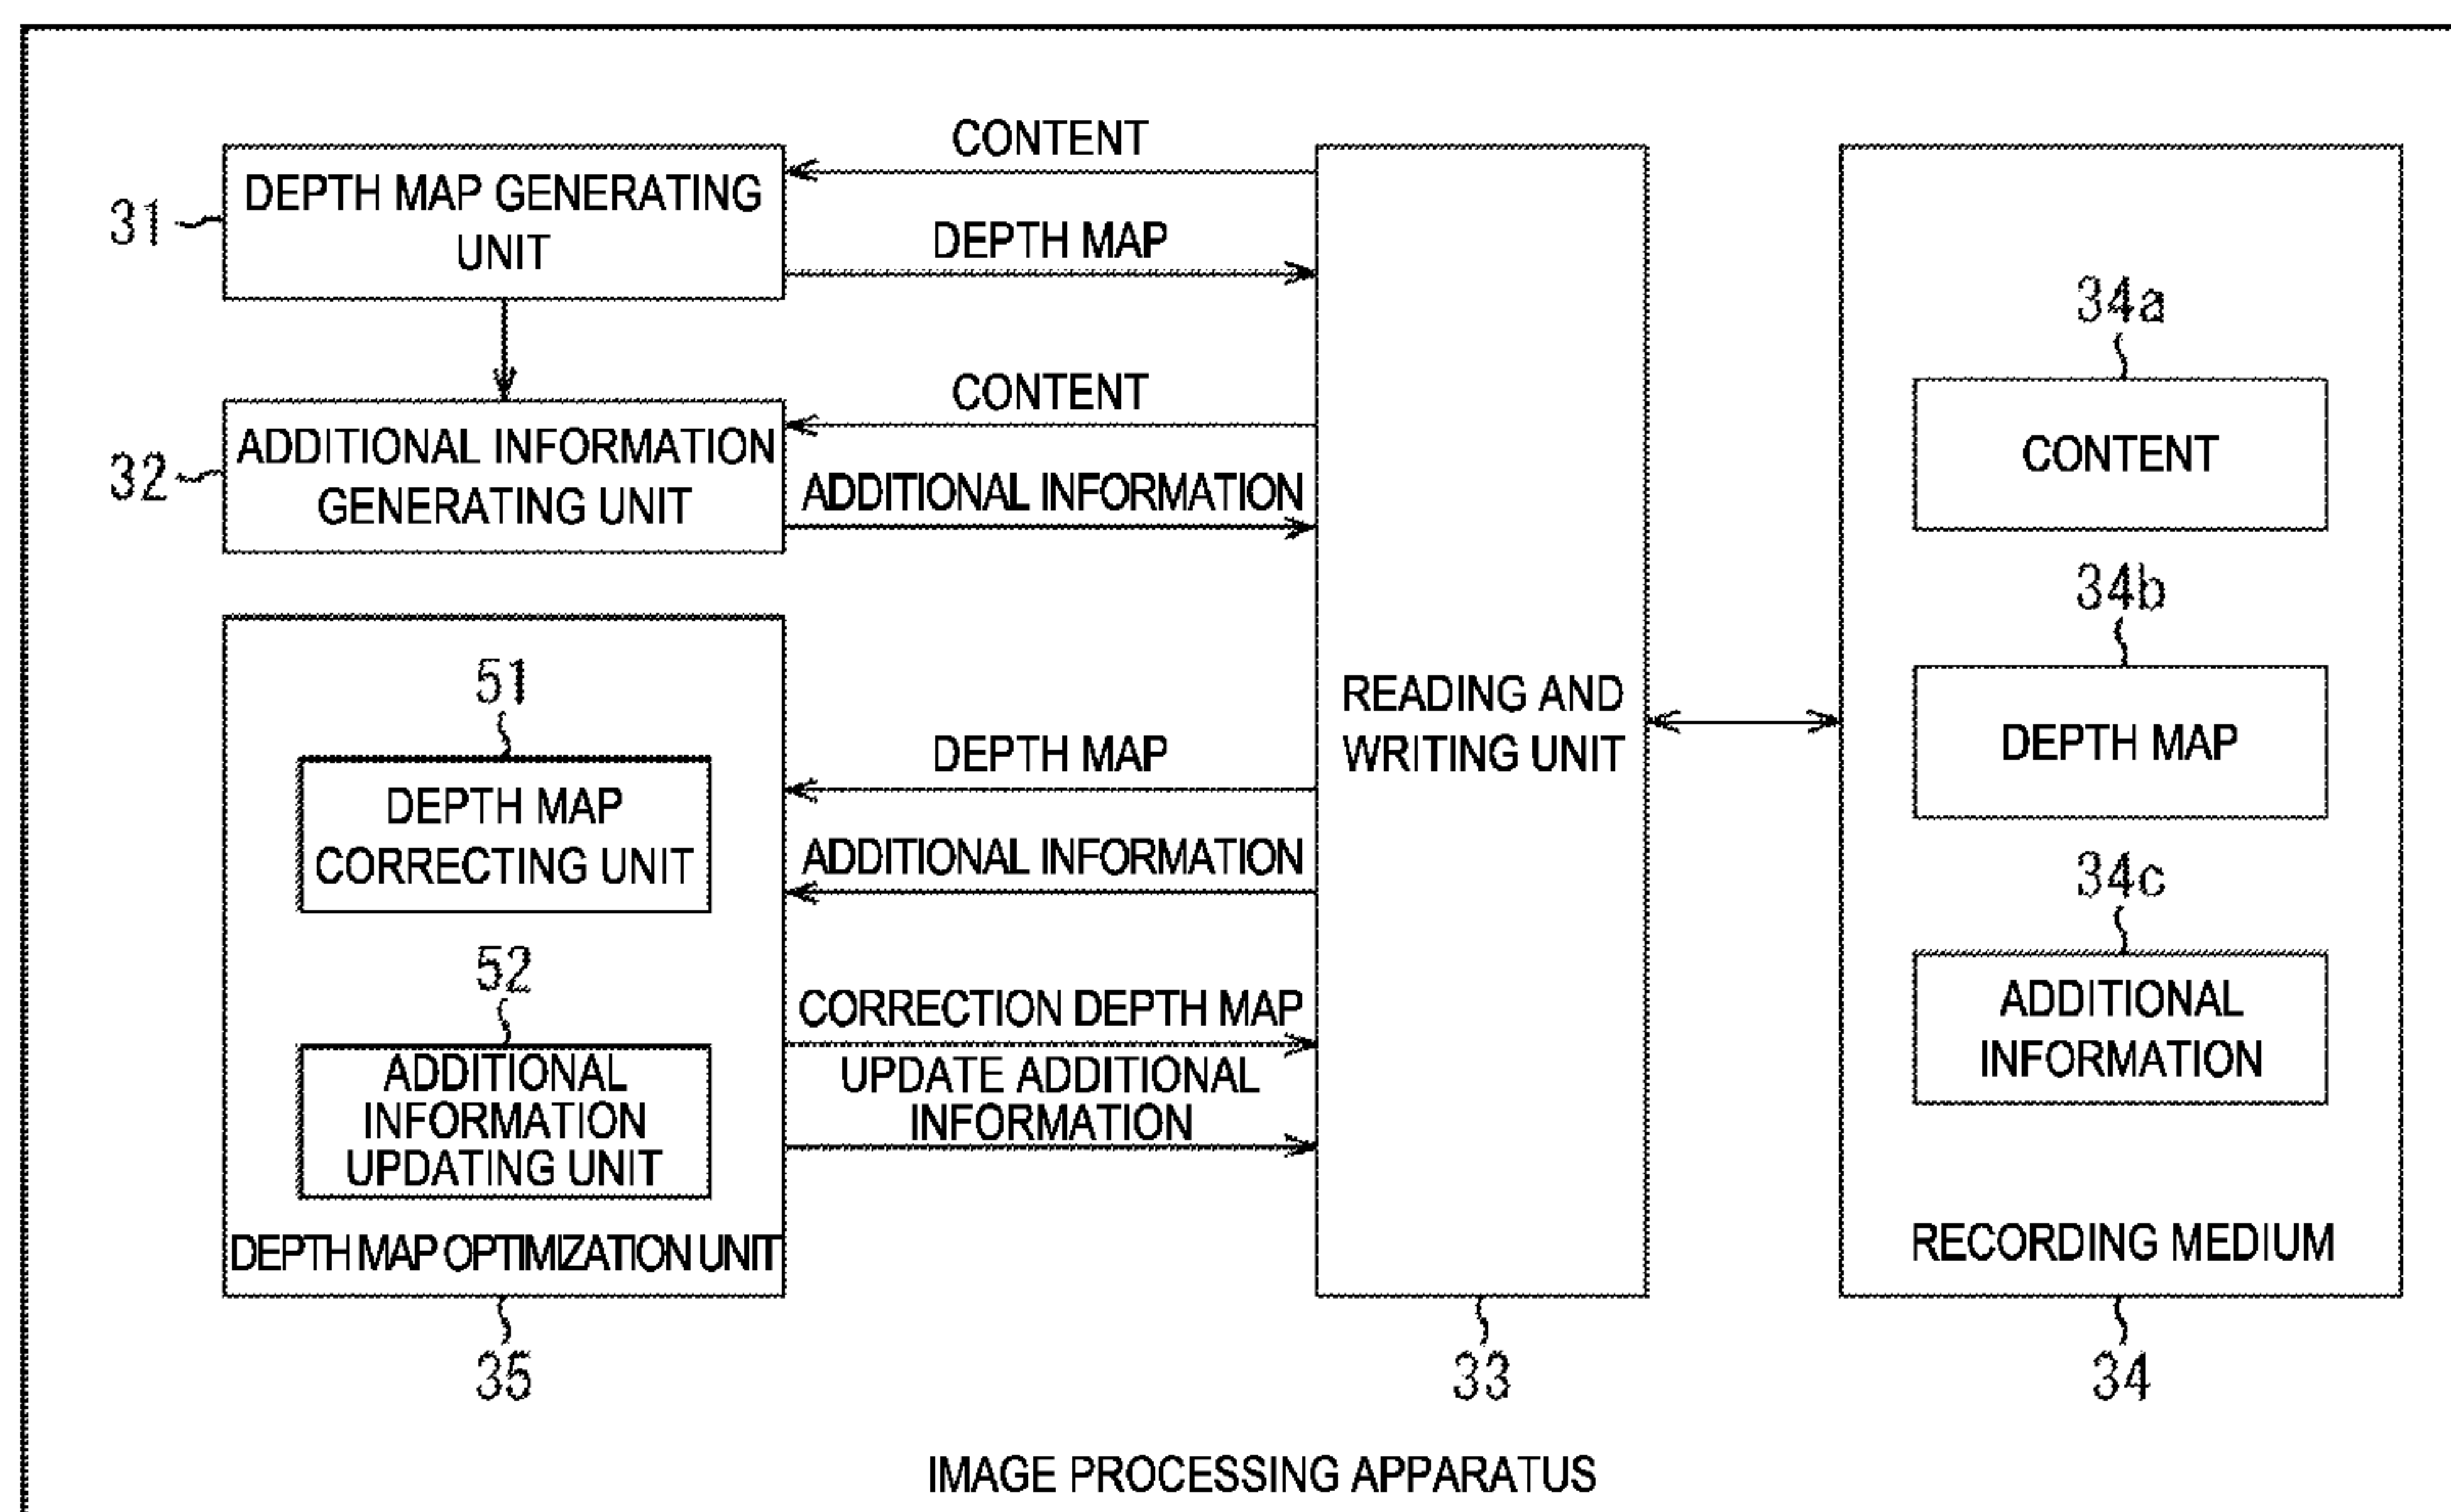 CONTENT
31
DEPTH MAP GENERATING
UNIT
DEPTH MAP
CONTENT
32
ADDITIONAL INFORMATION
GENERATING UNIT
ADDITIONAL INFORMATION
51
DEPTH MAP
CORRECTING UNIT
DEPTH MAP
ADDITIONAL INFORMATION
52
ADDITIONAL
INFORMATION
UPDATING UNIT
CORRECTION DEPTH MAP
UPDATE ADDITIONAL
INFORMATION
DEPTH MAP OPTIMIZATION UNIT
35
READING AND
WRITING UNIT
33
34a
CONTENT
34b
DEPTH MAP
34c
ADDITIONAL
INFORMATION
RECORDING MEDIUM
34
IMAGE PROCESSING APPARATUS